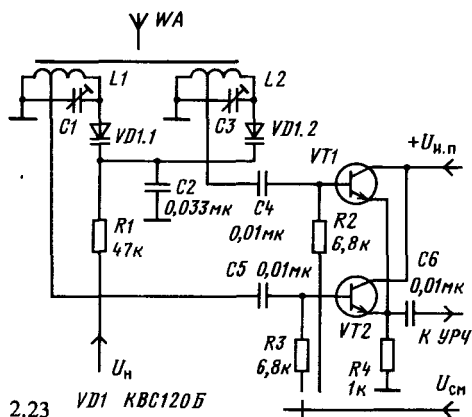 WA
L1
L2
C1
C3
VD1.1
VD1.2
VT1
+Uи.п
C2
0,033мк
C4
0,01мк
R1
47к
R2
6,8к
C6
0,01мк
C5 0,01мк
VT2
К УРЧ
R3
6,8к
R4
1к
Uн
Uсм
2.23 VD1 КВС120Б